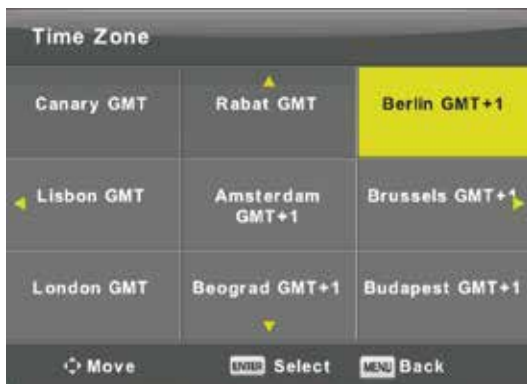 Time Zone
Canary GMT
Rabat GMT
Berlin GMT+1
Lisbon GMT
Amsterdam
GMT+1
Brussels GMT+1
London GMT
Beograd GMT+1
Budapest GMT+1
Move
ENTER Select
MENU Back